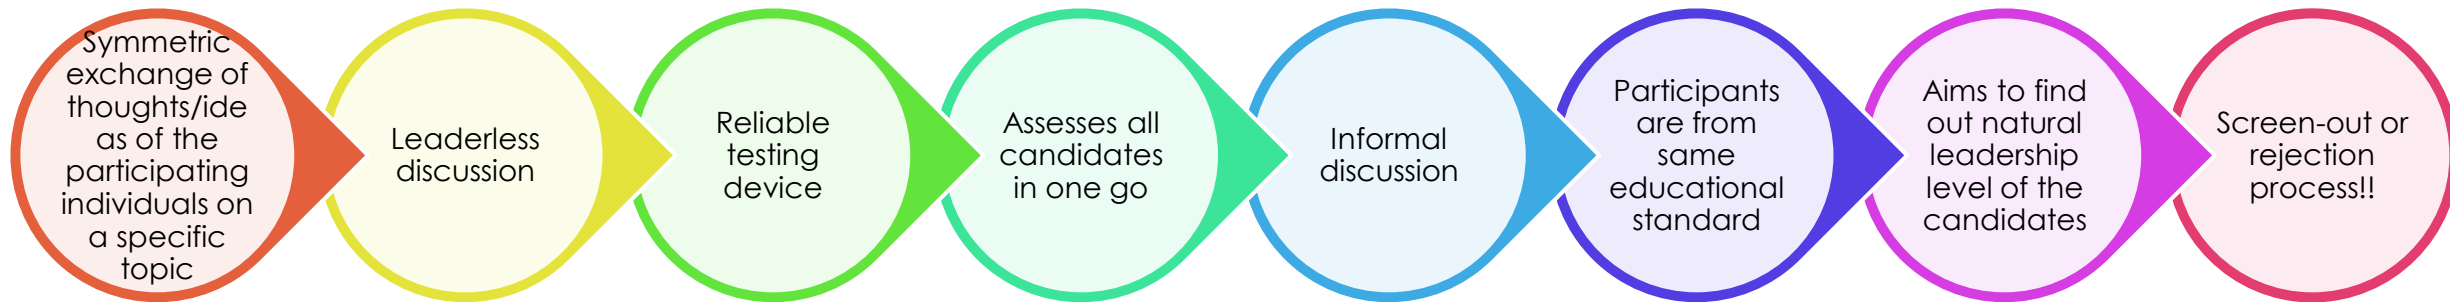 Symmetric
exchange of
thoughts/ide
as of the
participating
individuals on
a specific
topic
Leaderless
discussion
Reliable
testing
device
Assesses all
candidates
in one go
Informal
discussion
Participants
are from
same
educational
standard
Aims to find
out natural
leadership
level of the
candidates
Screen-out or
rejection
process!!